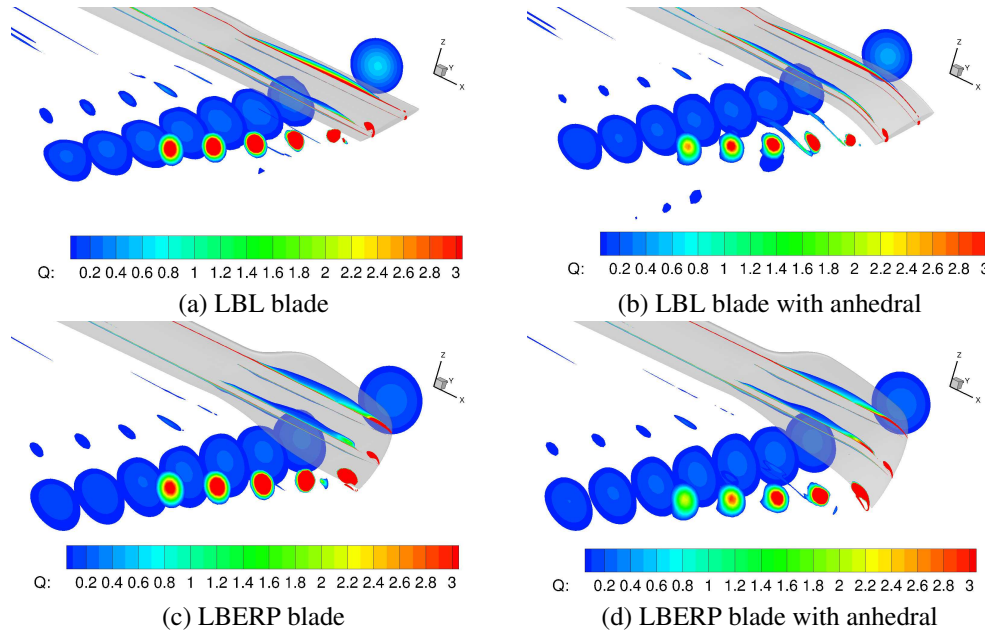 Z
Y
X
Z
Y
X
Q: 0.2 0.4 0.6 0.8 1 1.2 1.4 1.6 1.8 2 2.2 2.4 2.6 2.8 3
Q: 0.2 0.4 0.6 0.8 1 1.2 1.4 1.6 1.8 2 2.2 2.4 2.6 2.8 3
(a) LBL blade
(b) LBL blade with anhedral
Z
Y
X
Z
Y
X
Q: 0.2 0.4 0.6 0.8 1 1.2 1.4 1.6 1.8 2 2.2 2.4 2.6 2.8 3
Q: 0.2 0.4 0.6 0.8 1 1.2 1.4 1.6 1.8 2 2.2 2.4 2.6 2.8 3
(c) LBERP blade
(d) LBERP blade with anhedral